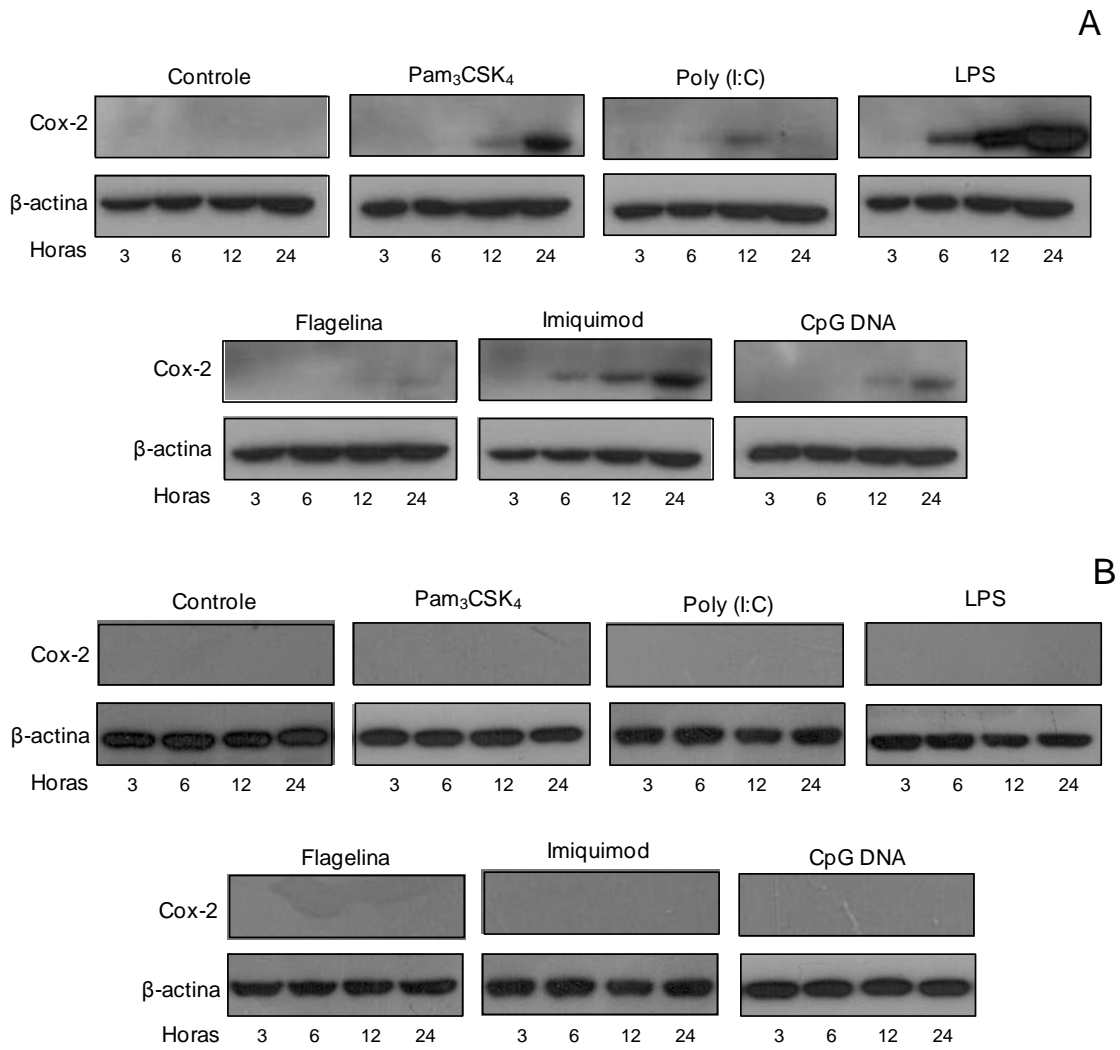 A
Controle Pam₃CSK₄ Poly (I:C) LPS
Cox-2
β-actina
Horas 3 6 12 24 3 6 12 24 3 6 12 24 3 6 12 24
Flagelina Imiquimod CpG DNA
Cox-2
β-actina
Horas 3 6 12 24 3 6 12 24 3 6 12 24
B
Controle Pam₃CSK₄ Poly (I:C) LPS
Cox-2
β-actina
Horas 3 6 12 24 3 6 12 24 3 6 12 24 3 6 12 24
Flagelina Imiquimod CpG DNA
Cox-2
β-actina
Horas 3 6 12 24 3 6 12 24 3 6 12 24